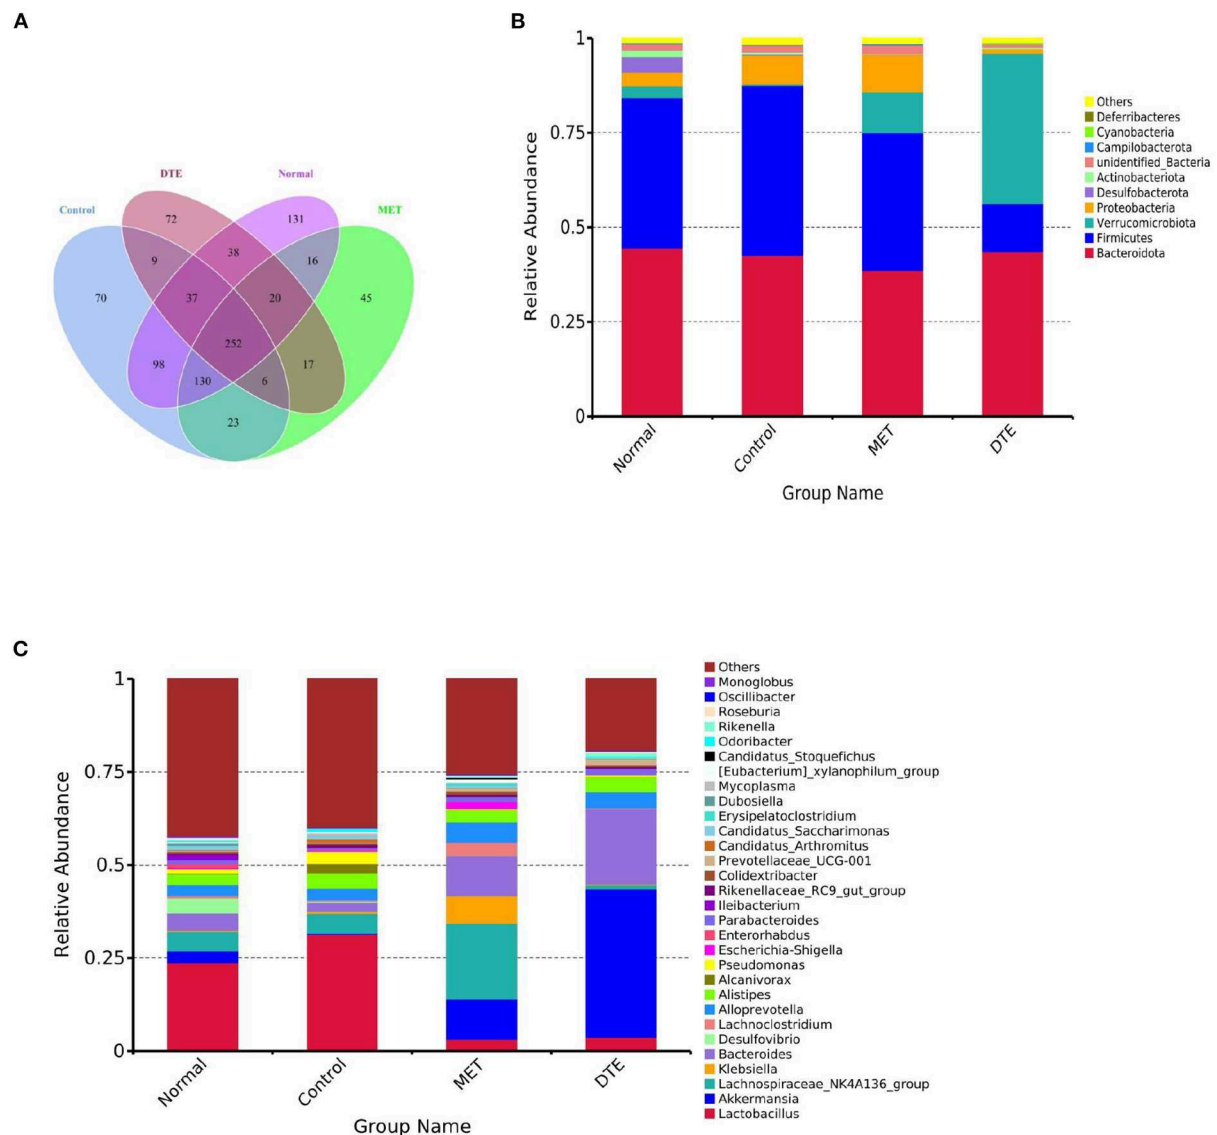 A
DTE
Normal
Control
MET
72
131
9
38
16
70
37
20
45
252
98
130
6
17
23
B
1
0.75
0.5
0.25
0
Relative Abundance
Normal
Control
MET
DTE
Group Name
Others
Deferribacteres
Cyanobacteria
Campilobacterota
unidentified_Bacteria
Actinobacteriota
Desulfobacterota
Proteobacteria
Verrucomicrobiota
Firmicutes
Bacteroidota
C
1
0.75
0.5
0.25
0
Relative Abundance
Normal
Control
MET
DTE
Group Name
Others
Monoglobus
Oscillibacter
Roseburia
Rikenella
Odoribacter
Candidatus_Stoquefichus
[Eubacterium]_xylanophilum_group
Mycoplasma
Dubosiella
Erysipelatoclostridium
Candidatus_Saccharimonas
Candidatus_Arthromitus
Prevotellaceae_UCG-001
Colidextribacter
Rikenellaceae_RC9_gut_group
Ileibacterium
Parabacteroides
Enterorhabdus
Escherichia-Shigella
Pseudomonas
Alcanivorax
Alistipes
Alloprevotella
Lachnoclostridium
Desulfovibrio
Bacteroides
Klebsiella
Lachnospiraceae_NK4A136_group
Akkermansia
Lactobacillus